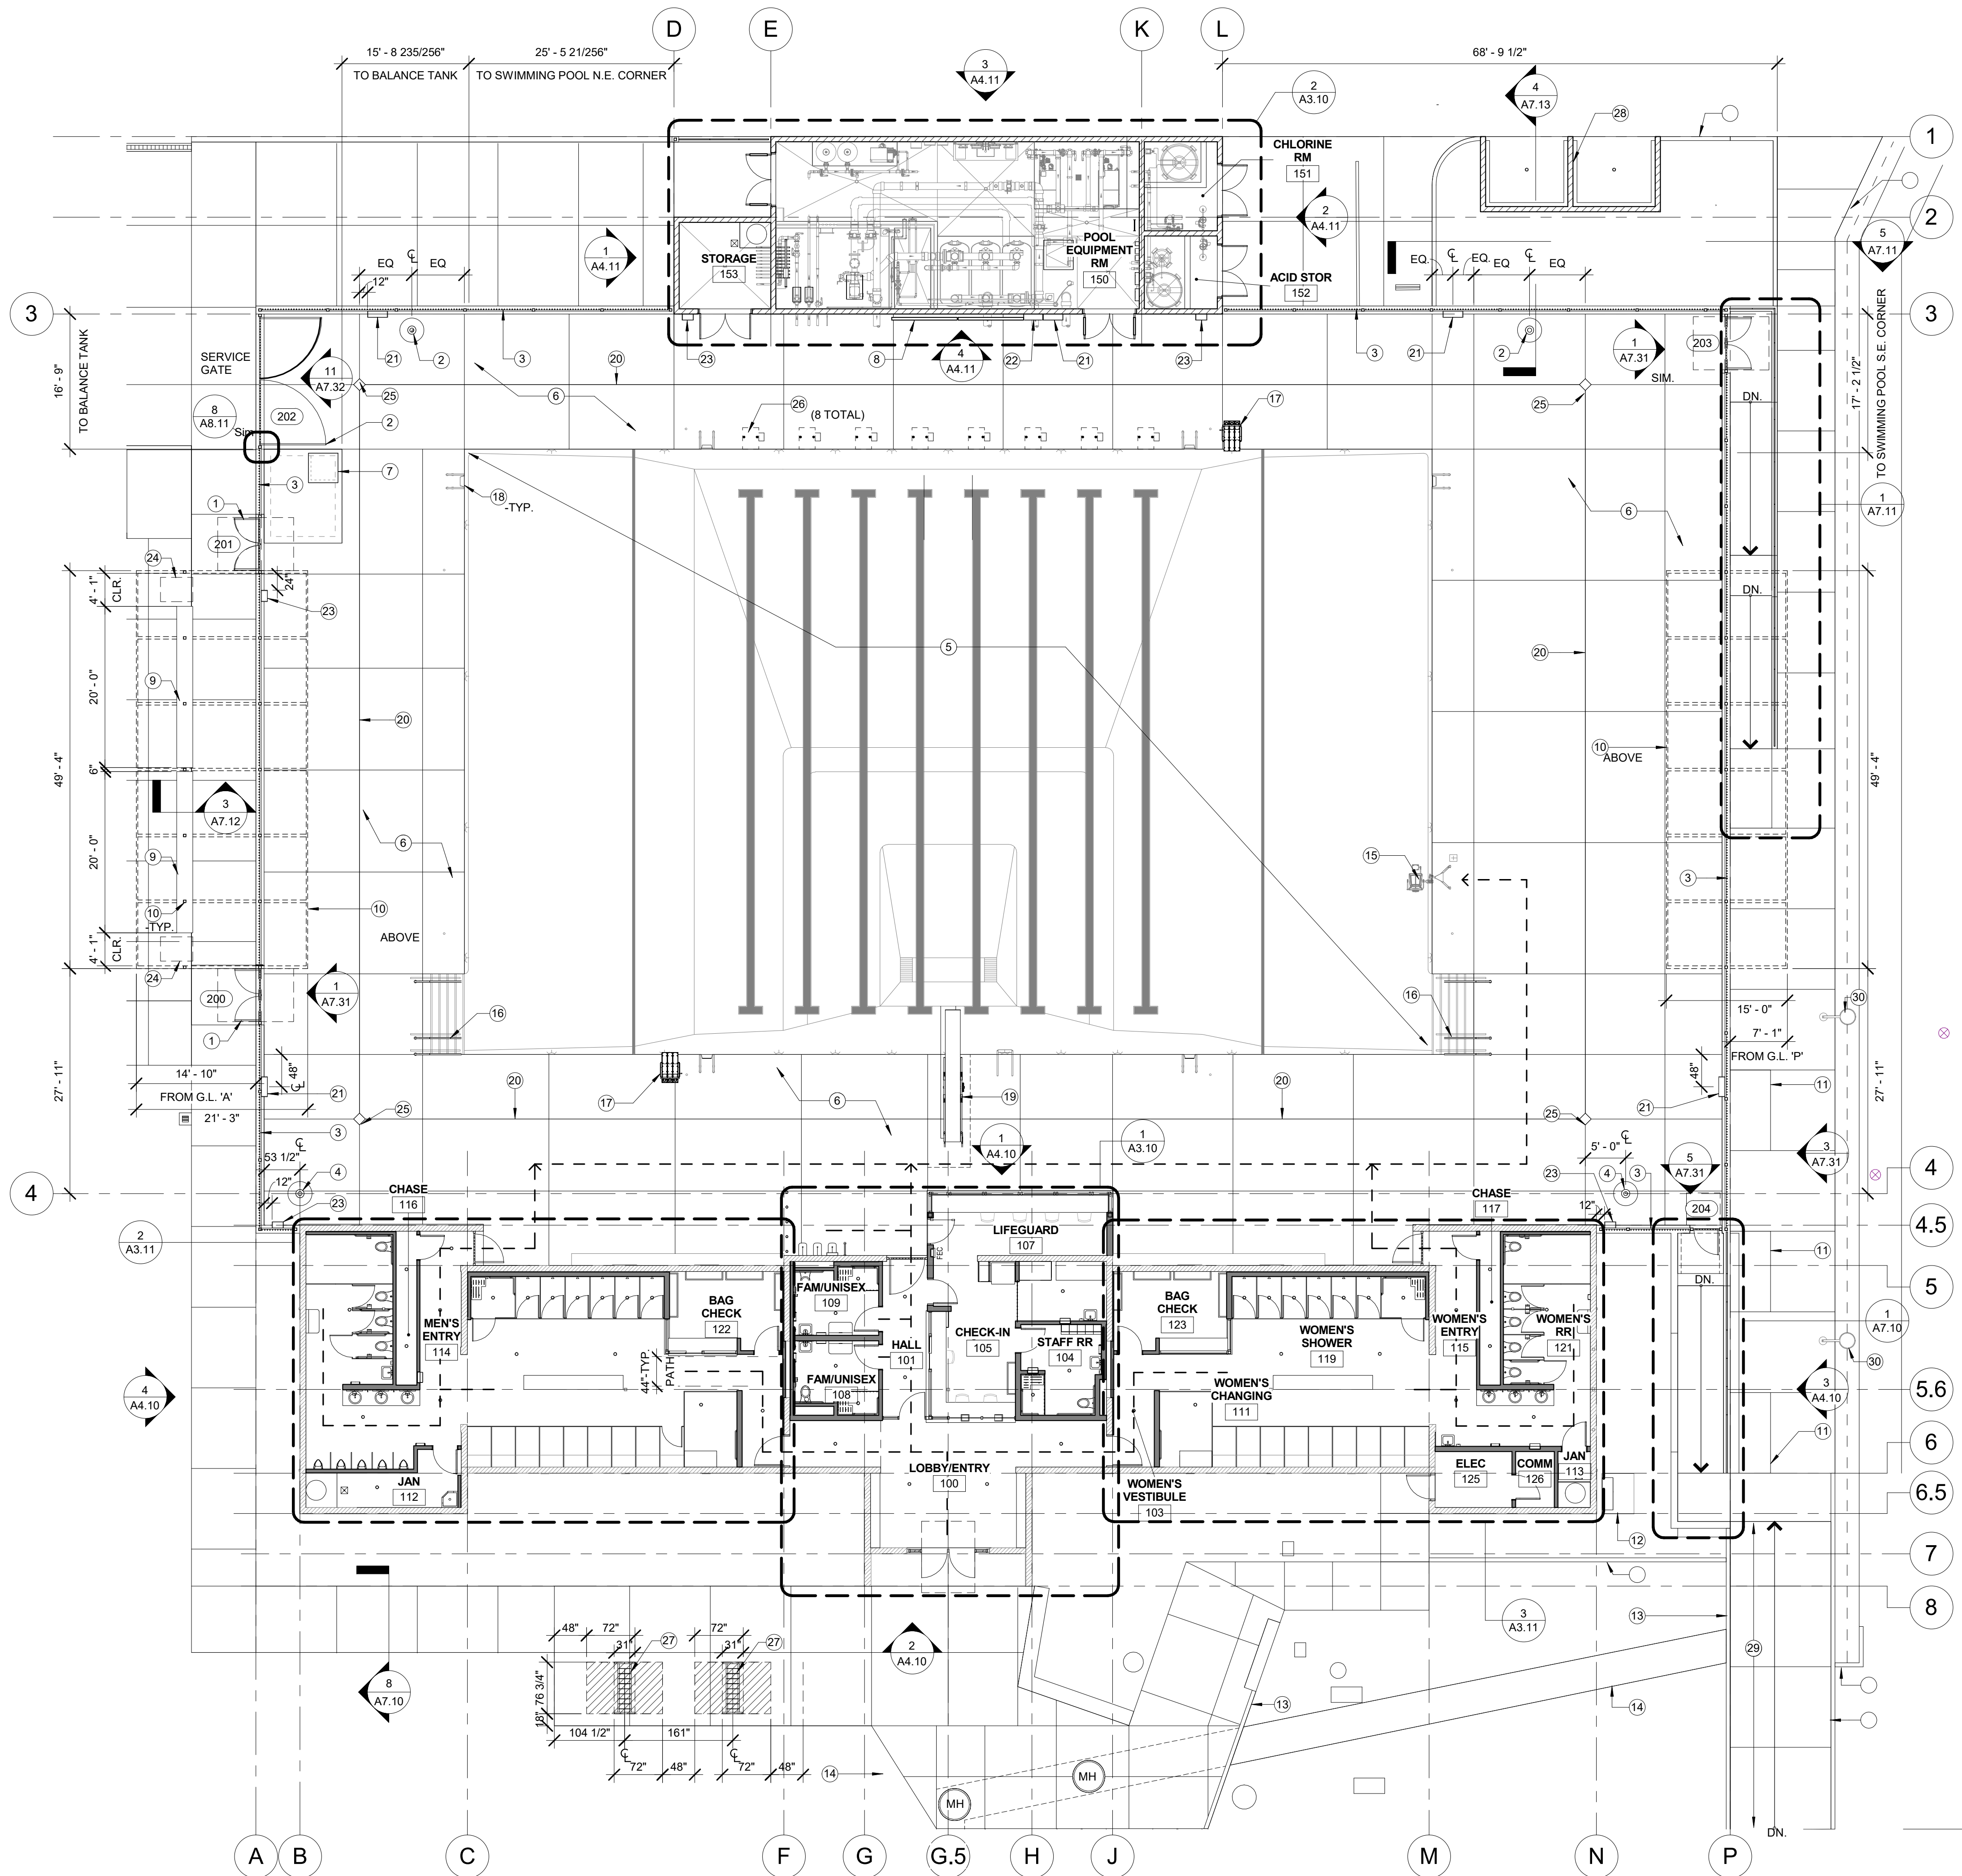 D
E
K
L
15' - 8 235/256"
25' - 5 21/256"
TO BALANCE TANK
TO SWIMMING POOL N.E. CORNER
3
A4.11
2
A3.10
68' - 9 1/2"
4
A7.13
28
1
CHLORINE
RM
151
2
A4.11
2
5
A7.11
1
A4.11
STORAGE
153
POOL
EQUIPMENT
RM
150
ACID STOR
152
EQ
℄
EQ
12"
EQ.
℄
EQ.
EQ
℄
EQ
3
3
21
2
3
23
8
4
A4.11
22
21
23
3
21
2
1
A7.31
SIM.
203
SERVICE
GATE
11
A7.32
16' - 9"
TO BALANCE TANK
8
A8.11
Sim
202
25
2
20
6
26
(8 TOTAL)
17
25
DN.
17' - 2 1/2"
TO SWIMMING POOL S.E. CORNER
7
3
1
18
-TYP.
6
1
A7.11
201
24
4' - 1"
CLR.
24"
23
DN.
20' - 0"
9
5
20
20
49' - 4"
6"
3
A7.12
10
ABOVE
49' - 4"
20' - 0"
9
6
15
3
10
-TYP.
10
ABOVE
4' - 1"
CLR.
24
200
1
A7.31
1
16
16
30
15' - 0"
7' - 1"
FROM G.L. 'P'
14' - 10"
FROM G.L. 'A'
21' - 3"
48"
℄
21
27' - 11"
17
20
6
19
20
48"
21
11
27' - 11"
25
3
25
53 1/2"
℄
12"
4
23
1
A4.10
1
A3.10
5' - 0"
℄
23
4
3
12"
5
A7.31
3
A7.31
4
4
CHASE
116
CHASE
117
204
4.5
2
A3.11
LIFEGUARD
107
FEC
11
5
DN.
FAM/UNISEX
109
BAG
CHECK
122
BAG
CHECK
123
1
A7.10
MEN'S
ENTRY
114
HALL
101
CHECK-IN
105
STAFF RR
104
WOMEN'S
SHOWER
119
WOMEN'S
ENTRY
115
WOMEN'S
RR
121
30
44"-TYP.
PATH
FAM/UNISEX
108
WOMEN'S
CHANGING
111
4
A4.10
3
A4.10
5.6
11
6
JAN
112
LOBBY/ENTRY
100
WOMEN'S
VESTIBULE
103
ELEC
125
COMM
126
JAN
113
6.5
12
7
8
3
A3.11
13
29
48"
72"
31"
27
72"
31"
27
2
A4.10
8
A7.10
76 3/4"
18"
104 1/2"
161"
℄
℄
72"
48"
72"
48"
14
13
14
MH
MH
DN.
A
B
C
F
G
G.5
H
J
M
N
P